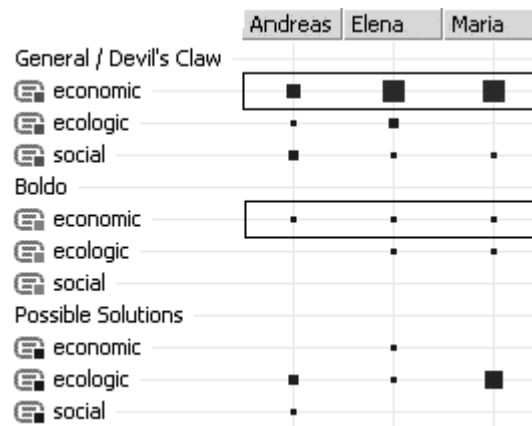 Andreas Elena Maria
General / Devil's Claw
economic
ecologic
social
Boldo
economic
ecologic
social
Possible Solutions
economic
ecologic
social